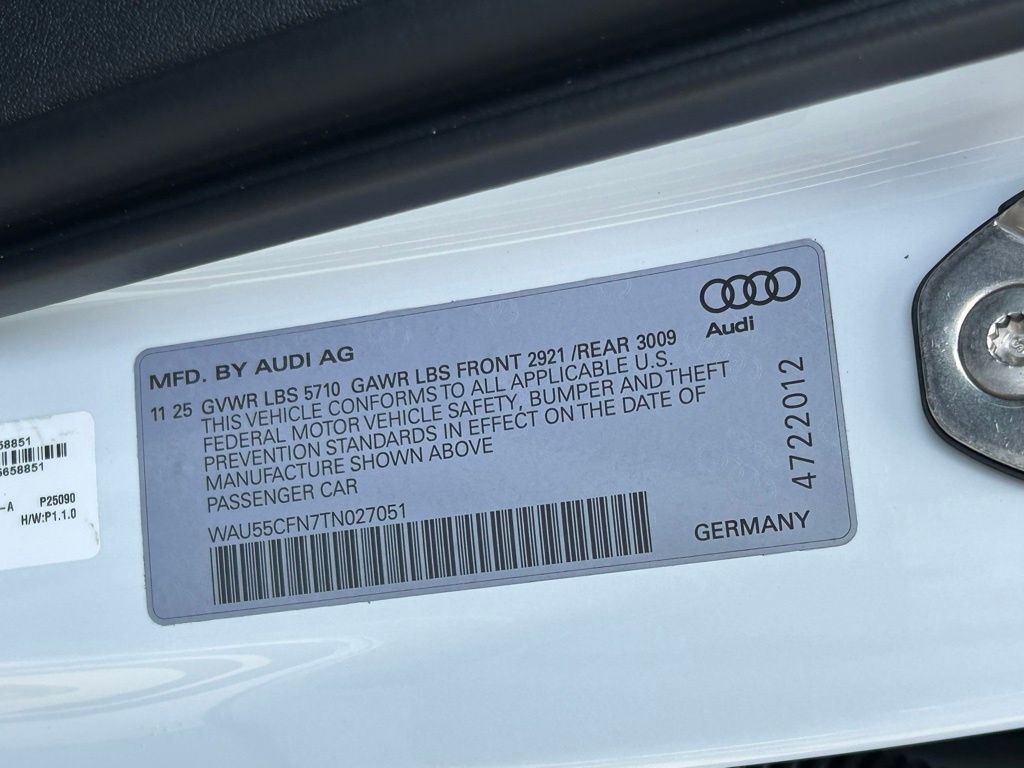 MFD. BY AUDI AG
Audi
11 25 GVWR LBS 5710 GAWR LBS FRONT 2921 /REAR 3009
THIS VEHICLE CONFORMS TO ALL APPLICABLE U.S.
FEDERAL MOTOR VEHICLE SAFETY, BUMPER AND THEFT
PREVENTION STANDARDS IN EFFECT ON THE DATE OF
MANUFACTURE SHOWN ABOVE
PASSENGER CAR
WAU55CFN7TN027051
GERMANY
4722012
58851
5658851
-A P25090
H/W:P1.1.0